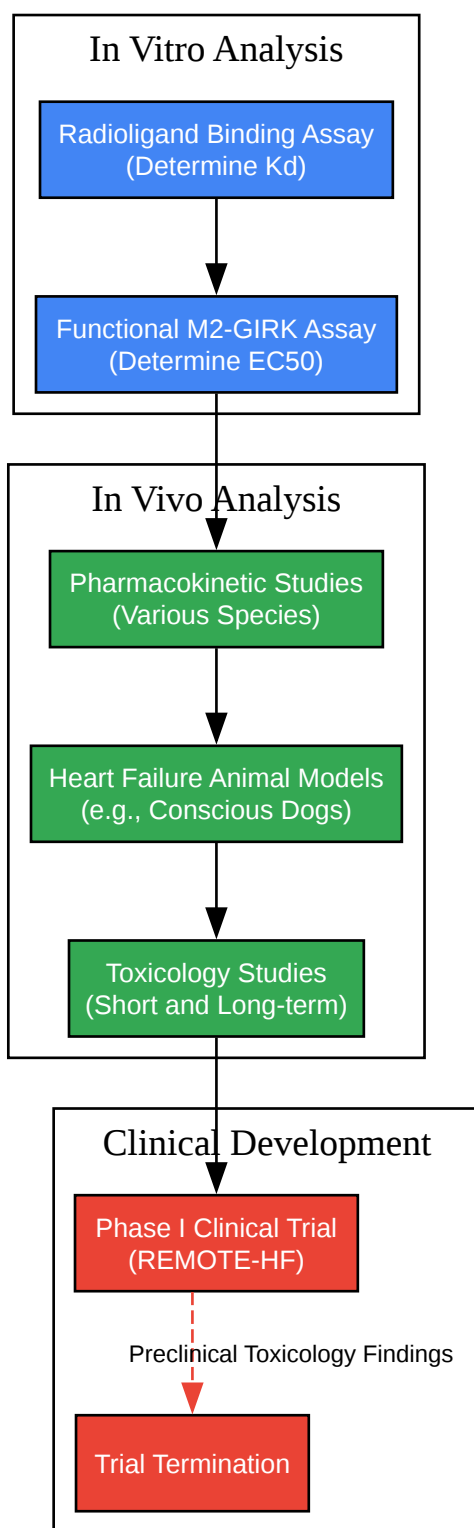 In Vitro Analysis
Radioligand Binding Assay
(Determine Kd)
Functional M2-GIRK Assay
(Determine EC50)
In Vivo Analysis
Pharmacokinetic Studies
(Various Species)
Heart Failure Animal Models
(e.g., Conscious Dogs)
Toxicology Studies
(Short and Long-term)
Clinical Development
Phase I Clinical Trial
(REMOTE-HF)
Preclinical Toxicology Findings
Trial Termination